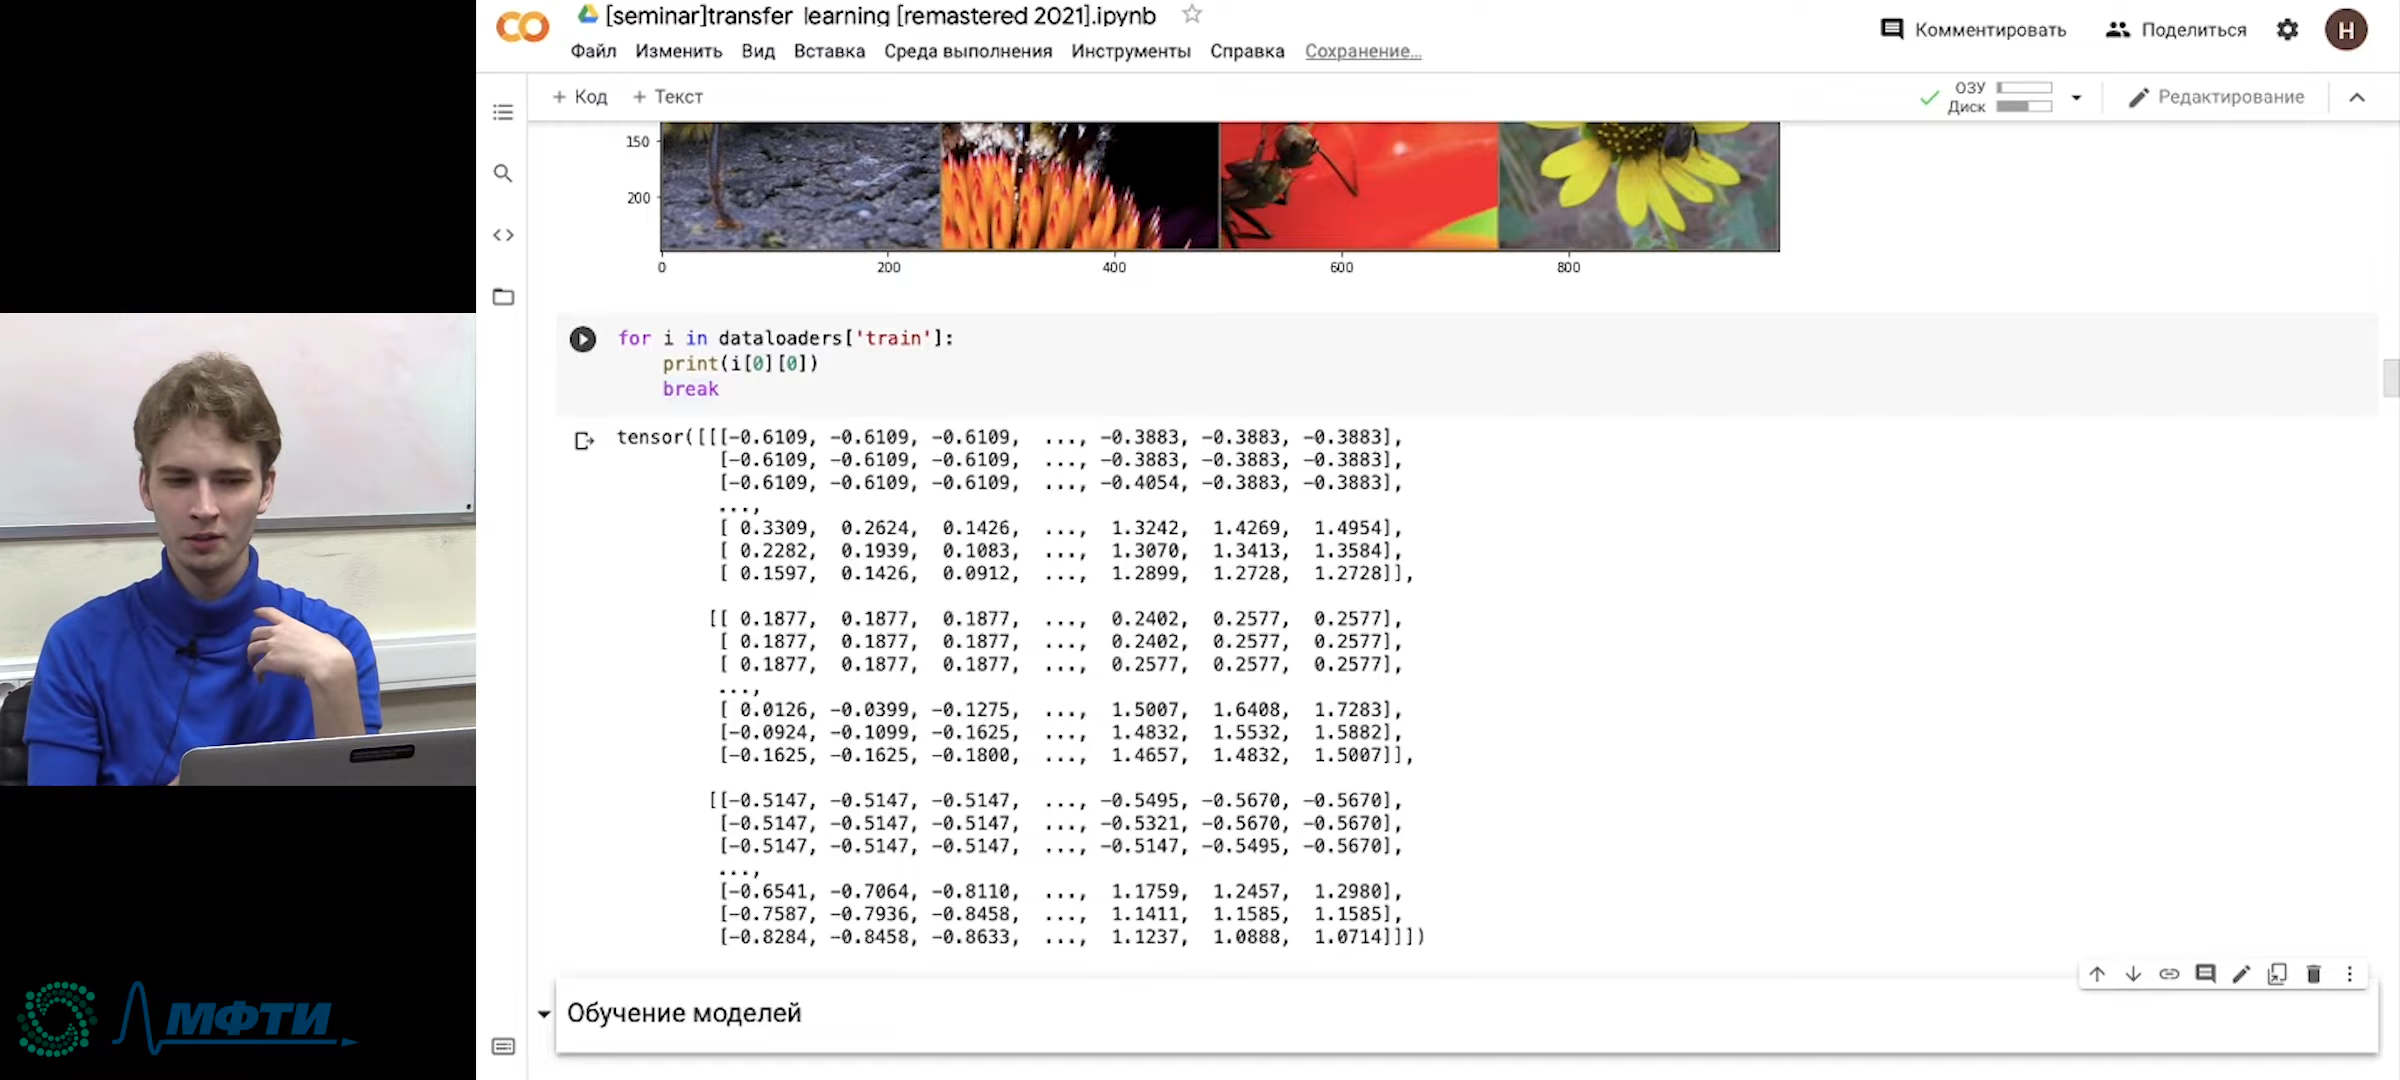 [seminar]transfer_learning [remastered 2021].ipynb
Файл Изменить Вид Вставка Среда выполнения Инструменты Справка Сохранение...
Комментировать Поделиться H
+ Код + Текст
ОЗУ
Диск
Редактирование
150
200
0 200 400 600 800
for i in dataloaders['train']:
print(i[0][0])
break
tensor([[[-0.6109, -0.6109, -0.6109, ..., -0.3883, -0.3883, -0.3883],
[-0.6109, -0.6109, -0.6109, ..., -0.3883, -0.3883, -0.3883],
[-0.6109, -0.6109, -0.6109, ..., -0.4054, -0.3883, -0.3883],
...,
[ 0.3309, 0.2624, 0.1426, ..., 1.3242, 1.4269, 1.4954],
[ 0.2282, 0.1939, 0.1083, ..., 1.3070, 1.3413, 1.3584],
[ 0.1597, 0.1426, 0.0912, ..., 1.2899, 1.2728, 1.2728]],
[[ 0.1877, 0.1877, 0.1877, ..., 0.2402, 0.2577, 0.2577],
[ 0.1877, 0.1877, 0.1877, ..., 0.2402, 0.2577, 0.2577],
[ 0.1877, 0.1877, 0.1877, ..., 0.2577, 0.2577, 0.2577],
...,
[ 0.0126, -0.0399, -0.1275, ..., 1.5007, 1.6408, 1.7283],
[-0.0924, -0.1099, -0.1625, ..., 1.4832, 1.5532, 1.5882],
[-0.1625, -0.1625, -0.1800, ..., 1.4657, 1.4832, 1.5007]],
[[-0.5147, -0.5147, -0.5147, ..., -0.5495, -0.5670, -0.5670],
[-0.5147, -0.5147, -0.5147, ..., -0.5321, -0.5670, -0.5670],
[-0.5147, -0.5147, -0.5147, ..., -0.5147, -0.5495, -0.5670],
...,
[-0.6541, -0.7064, -0.8110, ..., 1.1759, 1.2457, 1.2980],
[-0.7587, -0.7936, -0.8458, ..., 1.1411, 1.1585, 1.1585],
[-0.8284, -0.8458, -0.8633, ..., 1.1237, 1.0888, 1.0714]]])
Обучение моделей
МФТИ